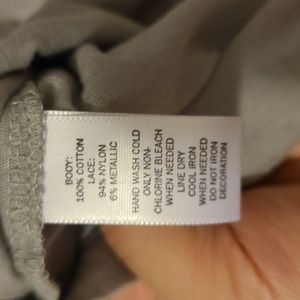 BODY:
100% COTTON
LACE:
94% NYLON
6% METALLIC
HAND WASH COLD
ONLY NON-
CHLORINE BLEACH
WHEN NEEDED
LINE DRY
COOL IRON
WHEN NEEDED
DO NOT IRON
DECORATION